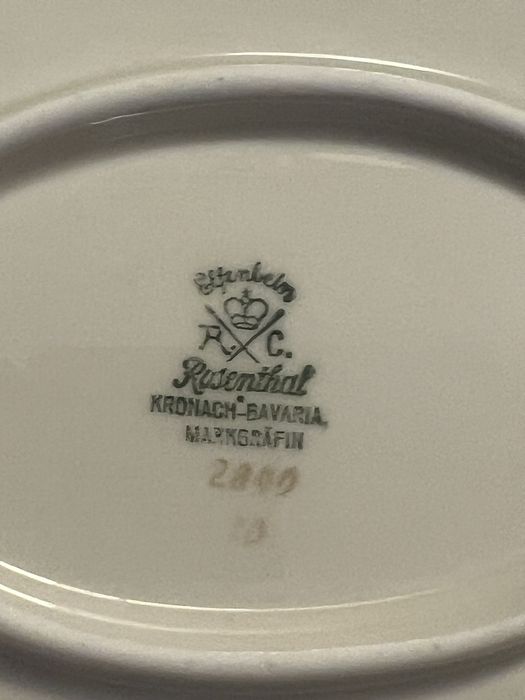 Elfenbein
R. C.
Rosenthal
KRONACH-BAVARIA.
MARKGRÄFIN